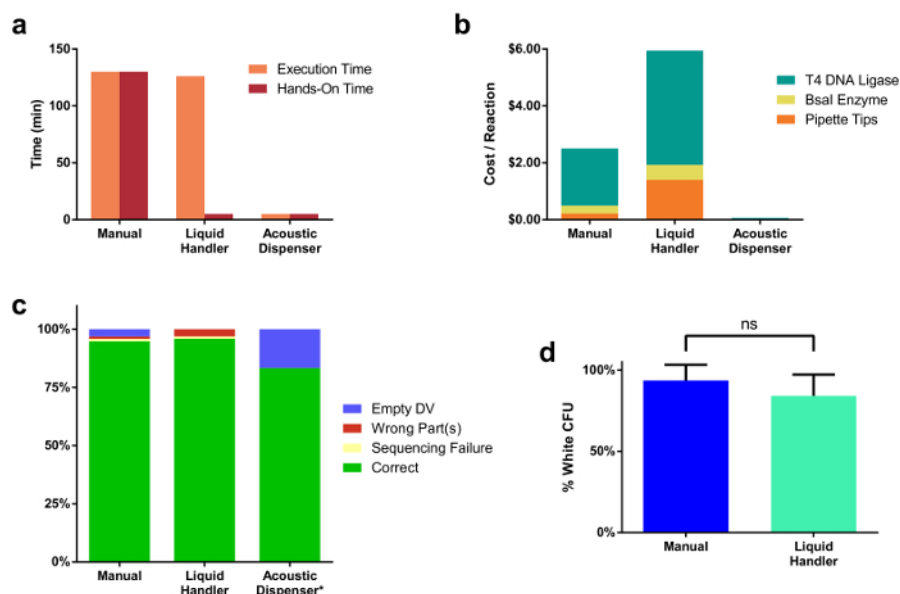 a
150
100
50
0
Time (min)
Execution Time
Hands-On Time
Manual
Liquid
Handler
Acoustic
Dispenser
b
$6.00
$4.00
$2.00
$0.00
Cost / Reaction
T4 DNA Ligase
BsaI Enzyme
Pipette Tips
Manual
Liquid
Handler
Acoustic
Dispenser
c
100%
75%
50%
25%
0%
Empty DV
Wrong Part(s)
Sequencing Failure
Correct
Manual
Liquid
Handler
Acoustic
Dispenser*
d
ns
100%
50%
0%
% White CFU
Manual
Liquid
Handler